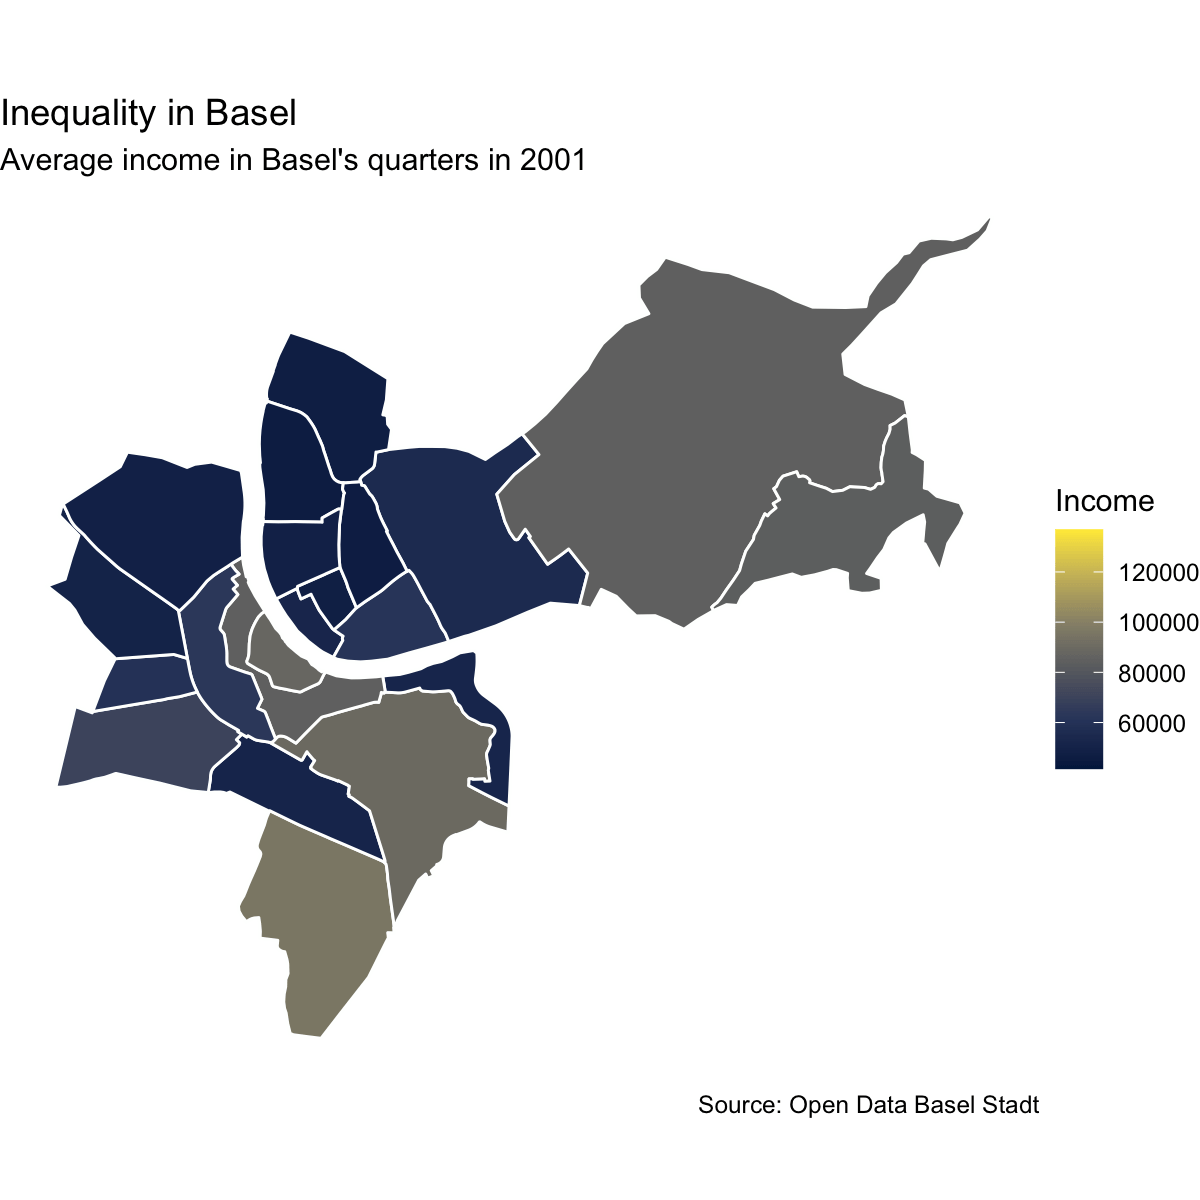 Inequality in Basel
Average income in Basel's quarters in 2001
Income
120000
100000
80000
60000
Source: Open Data Basel Stadt